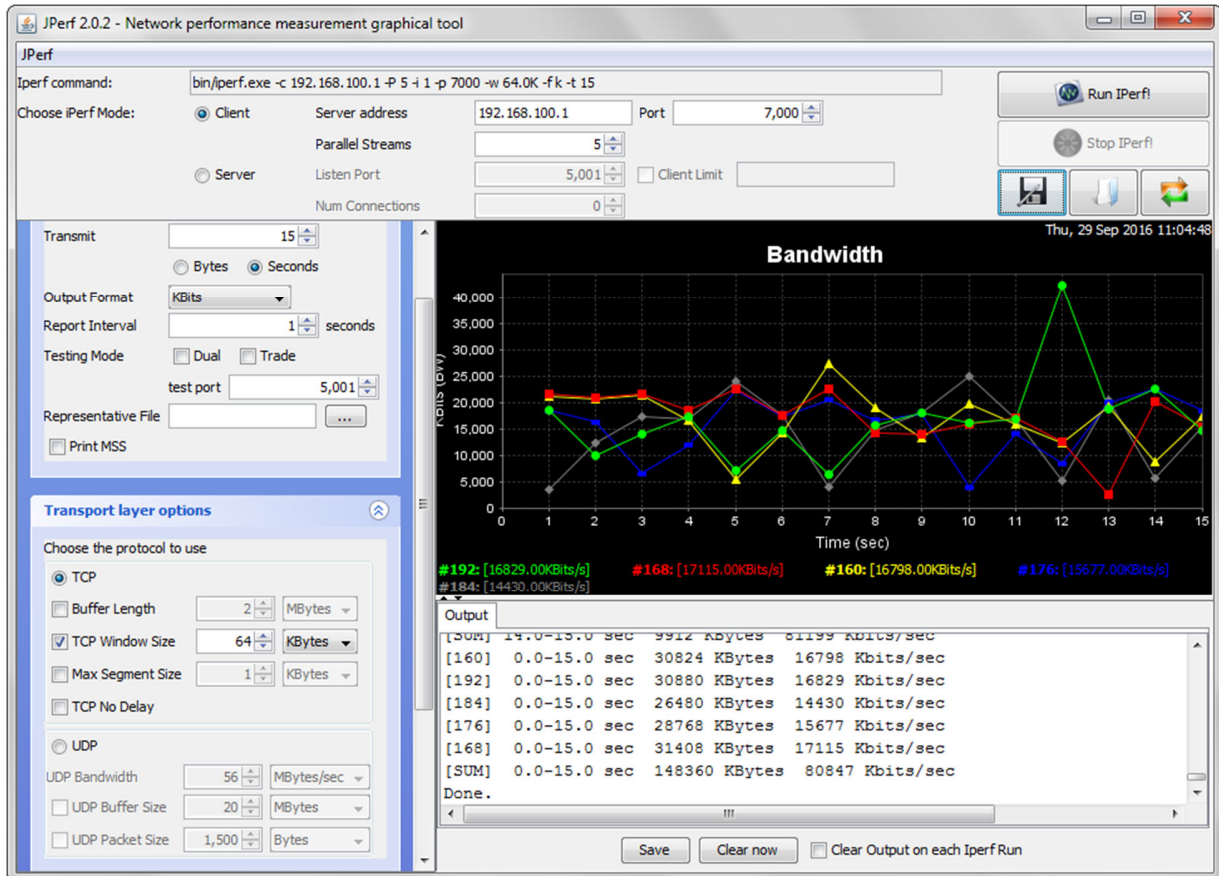 JPerf 2.0.2 - Network performance measurement graphical tool
JPerf
Iperf command: bin/iperf.exe -c 192.168.100.1 -P 5 -i 1 -p 7000 -w 64.0K -f k -t 15
Run IPerf!
Choose iPerf Mode: Client Server address 192.168.100.1 Port 7,000
Parallel Streams 5
Stop IPerf!
Server Listen Port 5,001 Client Limit
Num Connections 0
Transmit 15
Bytes Seconds
Output Format KBits
Report Interval 1 seconds
Testing Mode Dual Trade
test port 5,001
Representative File ...
Print MSS
Transport layer options
Choose the protocol to use
TCP
Buffer Length 2 MBytes
TCP Window Size 64 KBytes
Max Segment Size 1 KBytes
TCP No Delay
UDP
UDP Bandwidth 56 MBytes/sec
UDP Buffer Size 20 MBytes
UDP Packet Size 1,500 Bytes
Thu, 29 Sep 2016 11:04:48
Bandwidth
KBits (BW)
40,000
35,000
30,000
25,000
20,000
15,000
10,000
5,000
0
0 1 2 3 4 5 6 7 8 9 10 11 12 13 14 15
Time (sec)
#192: [16829.00KBits/s] #168: [17115.00KBits/s] #160: [16798.00KBits/s] #176: [15677.00KBits/s]
#184: [14430.00KBits/s]
Output
[SUM] 14.0-15.0 sec 9912 KBytes 81199 Kbits/sec
[160] 0.0-15.0 sec 30824 KBytes 16798 Kbits/sec
[192] 0.0-15.0 sec 30880 KBytes 16829 Kbits/sec
[184] 0.0-15.0 sec 26480 KBytes 14430 Kbits/sec
[176] 0.0-15.0 sec 28768 KBytes 15677 Kbits/sec
[168] 0.0-15.0 sec 31408 KBytes 17115 Kbits/sec
[SUM] 0.0-15.0 sec 148360 KBytes 80847 Kbits/sec
Done.
Save Clear now Clear Output on each Iperf Run